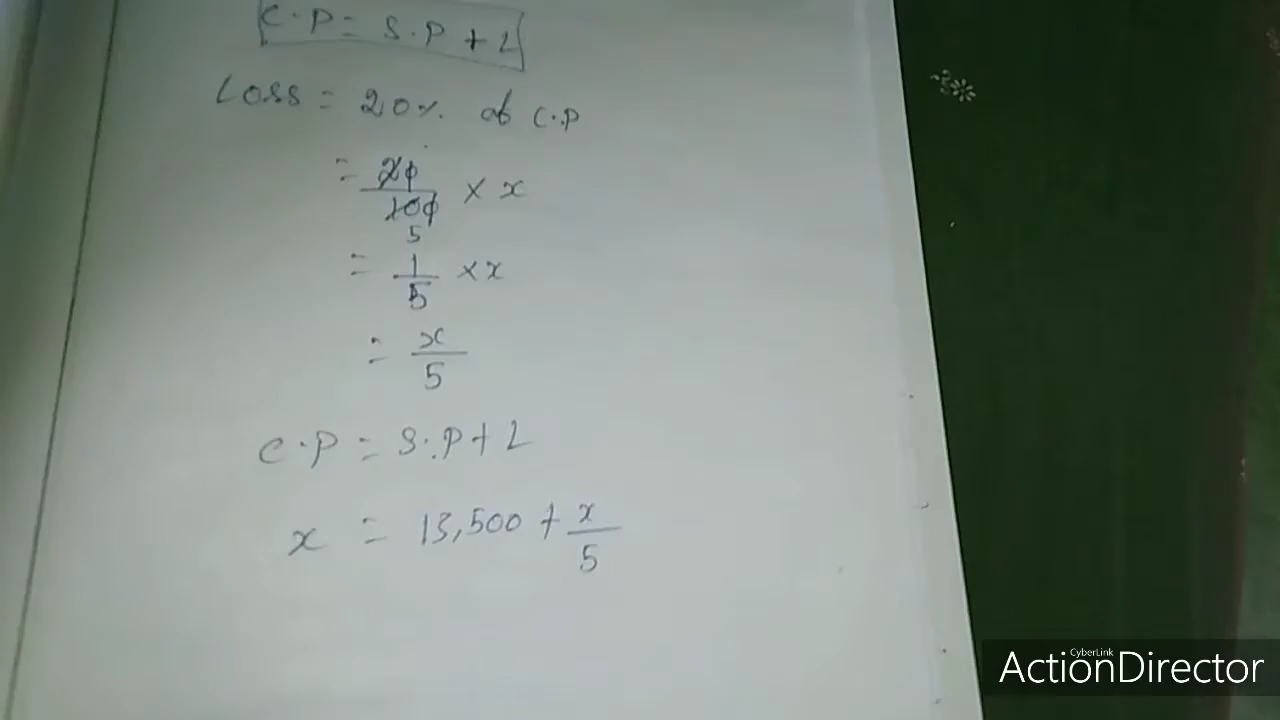 C.P = S.P + L
Loss = 20% of C.P
= 20/100 × x
5
= 1/5 × x
= x/5
C.P = S.P + L
x = 13,500 + x/5
CyberLink
ActionDirector